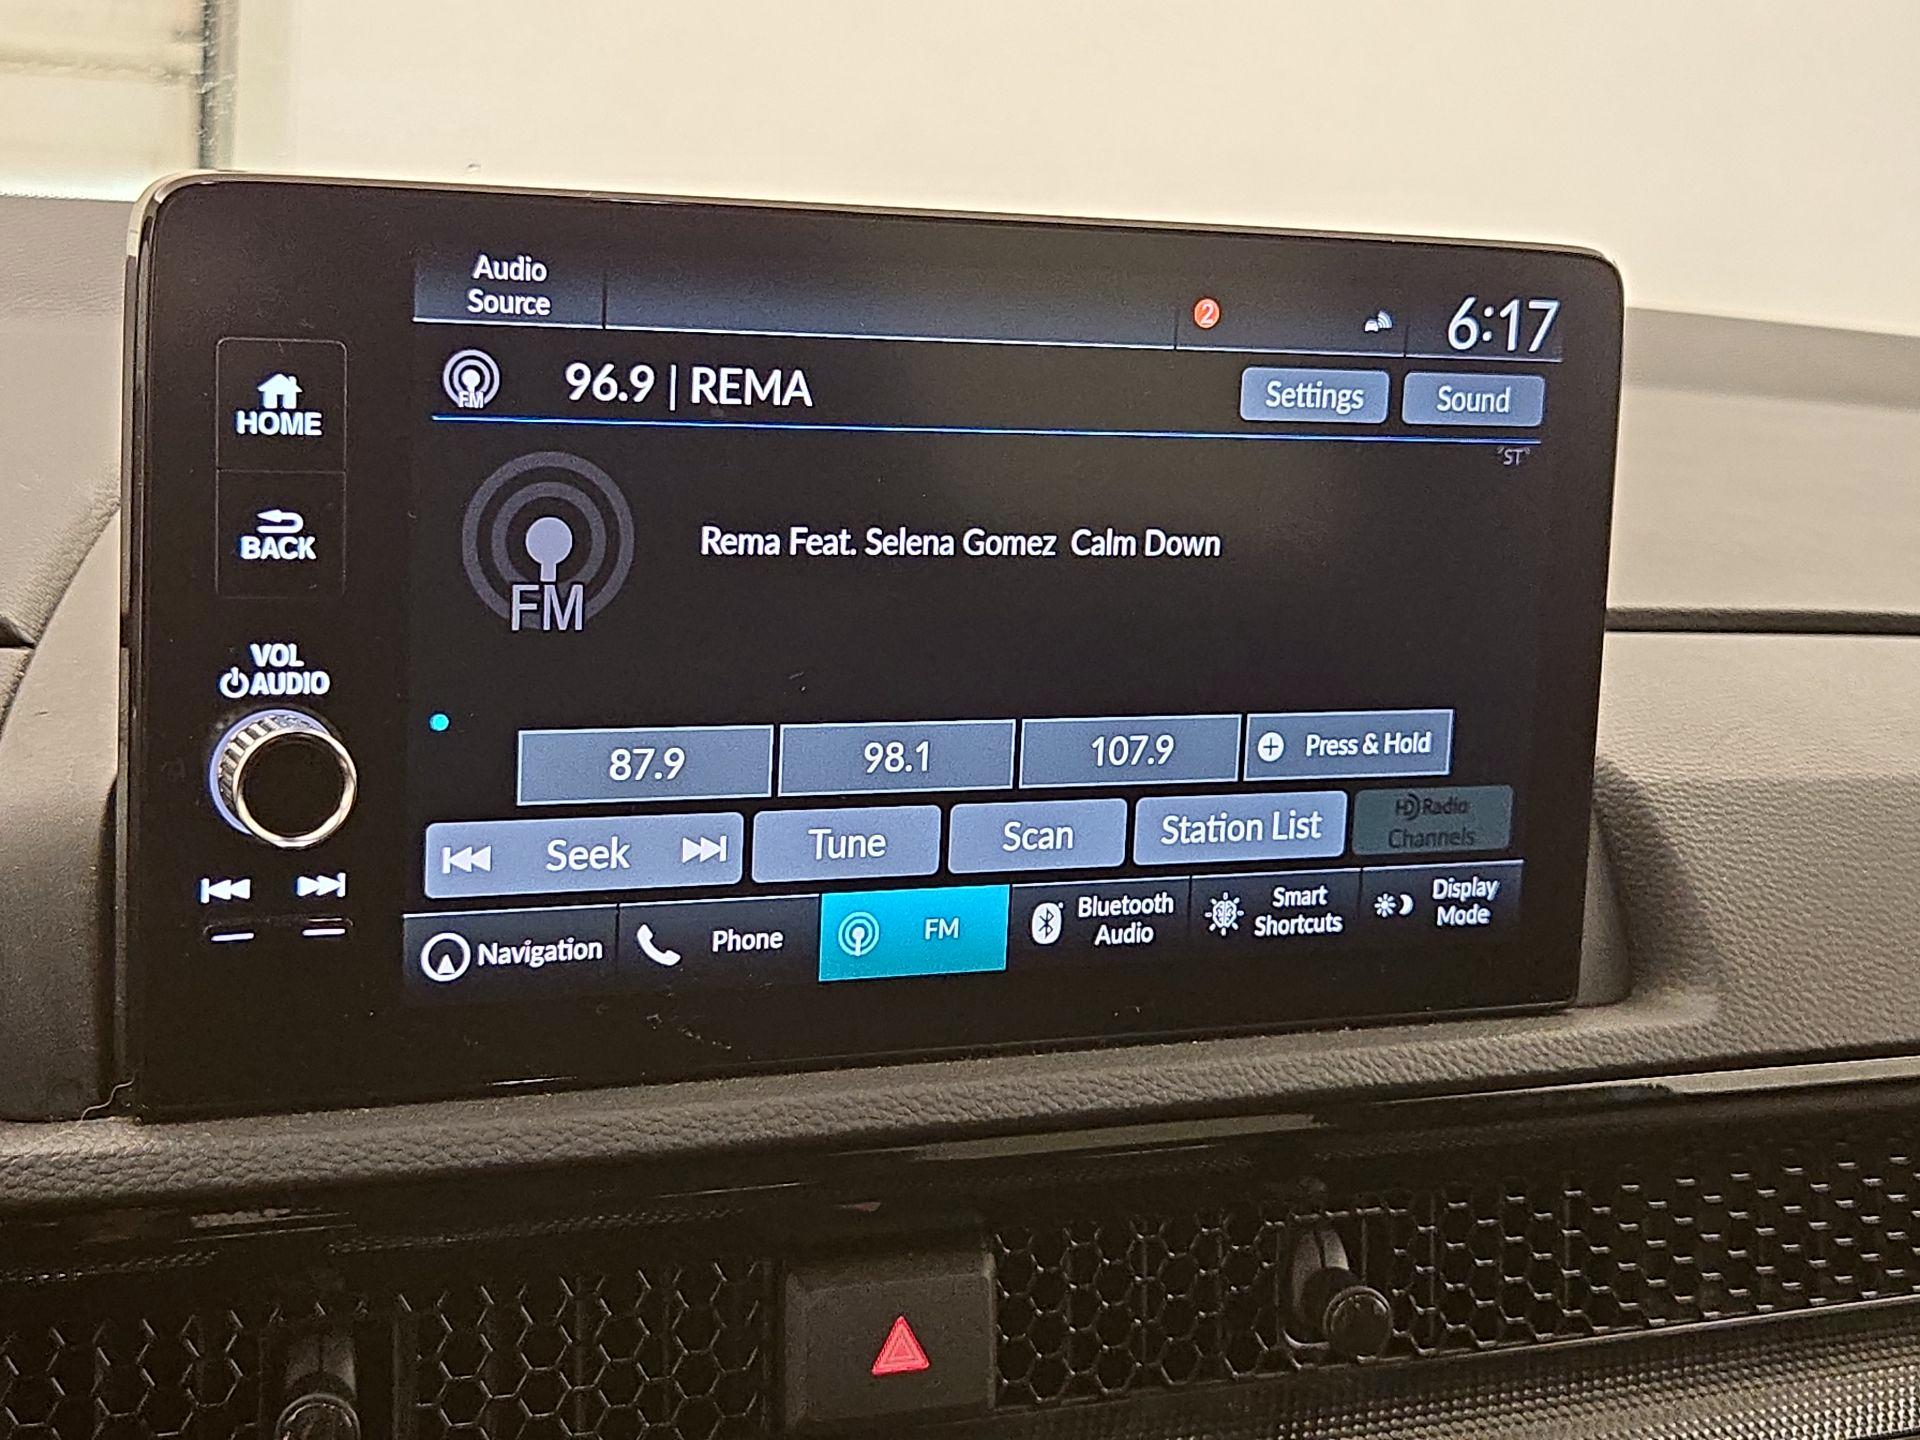 Audio
Source
2
6:17
FM
96.9 | REMA
Settings
Sound
ST
HOME
BACK
FM
Rema Feat. Selena Gomez Calm Down
VOL
AUDIO
87.9
98.1
107.9
Press & Hold
Seek
Tune
Scan
Station List
HD Radio
Channels
Navigation
Phone
FM
Bluetooth
Audio
Smart
Shortcuts
Display
Mode